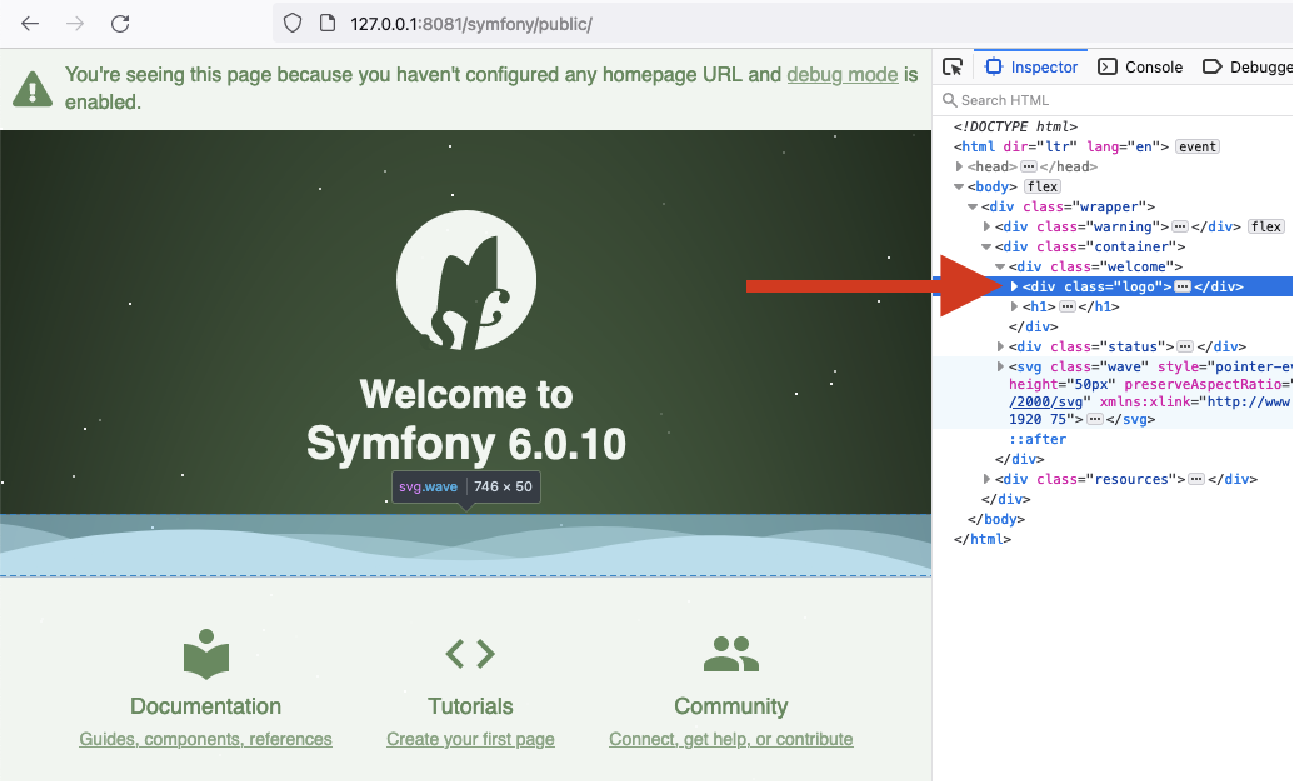 127.0.0.1:8081/symfony/public/
You're seeing this page because you haven't configured any homepage URL and debug mode is
enabled.
Welcome to
Symfony 6.0.10
svg.wave | 746 × 50
Documentation
Guides, components, references
Tutorials
Create your first page
Community
Connect, get help, or contribute
Inspector
Console
Debugge
Search HTML
<!DOCTYPE html>
<html dir="ltr" lang="en"> event
<head>⋯</head>
<body> flex
<div class="wrapper">
<div class="warning">⋯</div> flex
<div class="container">
<div class="welcome">
<div class="logo">⋯</div>
<h1>⋯</h1>
</div>
<div class="status">⋯</div>
<svg class="wave" style="pointer-ev
height="50px" preserveAspectRatio="
/2000/svg" xmlns:xlink="http://www
1920 75">⋯</svg>
::after
</div>
<div class="resources">⋯</div>
</div>
</body>
</html>